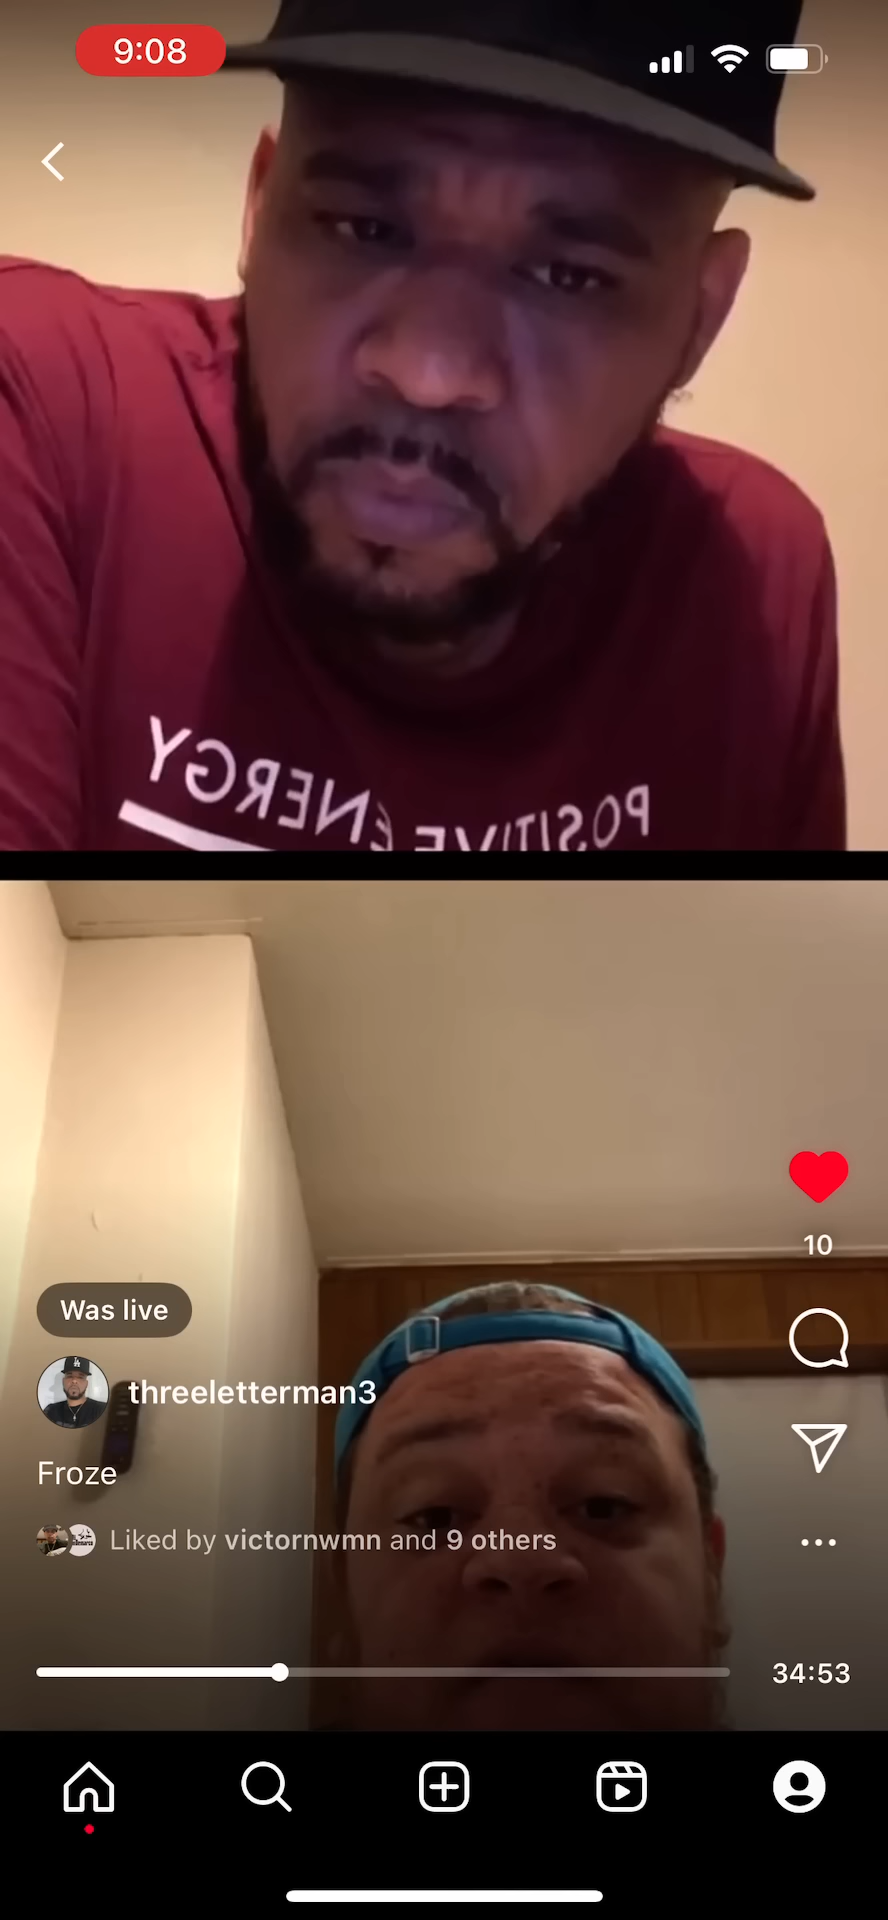 9:08
POSITIVE ENERGY
Was live
threeletterman3
Froze
Liked by victornwmn and 9 others
10
34:53